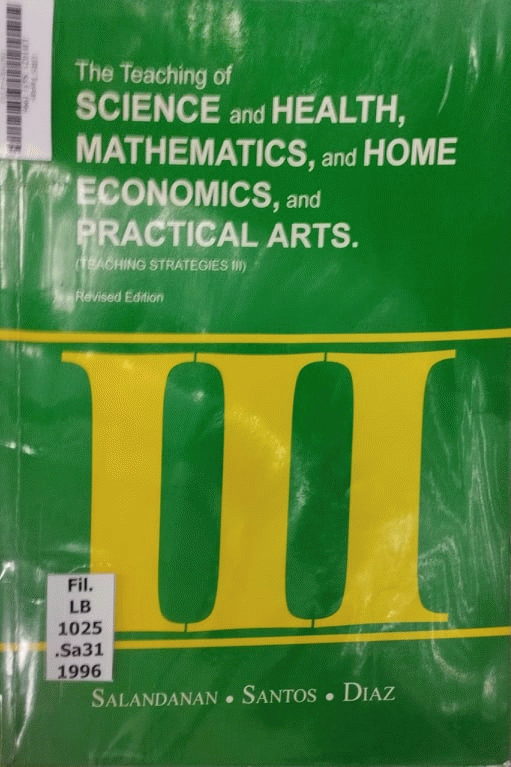 The Teaching of
SCIENCE and HEALTH,
MATHEMATICS, and HOME
ECONOMICS, and
PRACTICAL ARTS.
(TEACHING STRATEGIES III)
Revised Edition
III
Fil.
LB
1025
.Sa31
1996
SALANDANAN • SANTOS • DIAZ